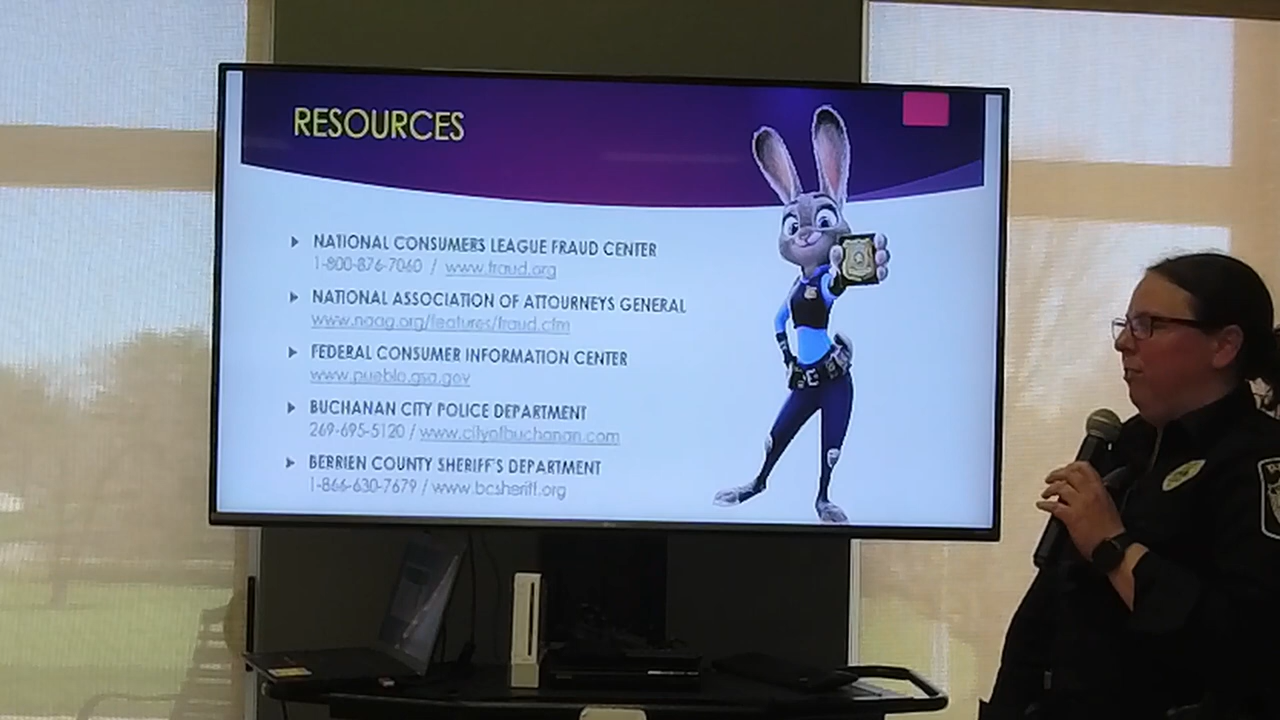 RESOURCES
NATIONAL CONSUMERS LEAGUE FRAUD CENTER
1-800-876-7060 / www.fraud.org
NATIONAL ASSOCIATION OF ATTOURNEYS GENERAL
www.naag.org/features/fraud.cfm
FEDERAL CONSUMER INFORMATION CENTER
www.pueblo.gsa.gov
BUCHANAN CITY POLICE DEPARTMENT
269-695-5120 / www.cityofbuchanan.com
BERRIEN COUNTY SHERIFF'S DEPARTMENT
1-866-630-7679 / www.bcsheriff.org